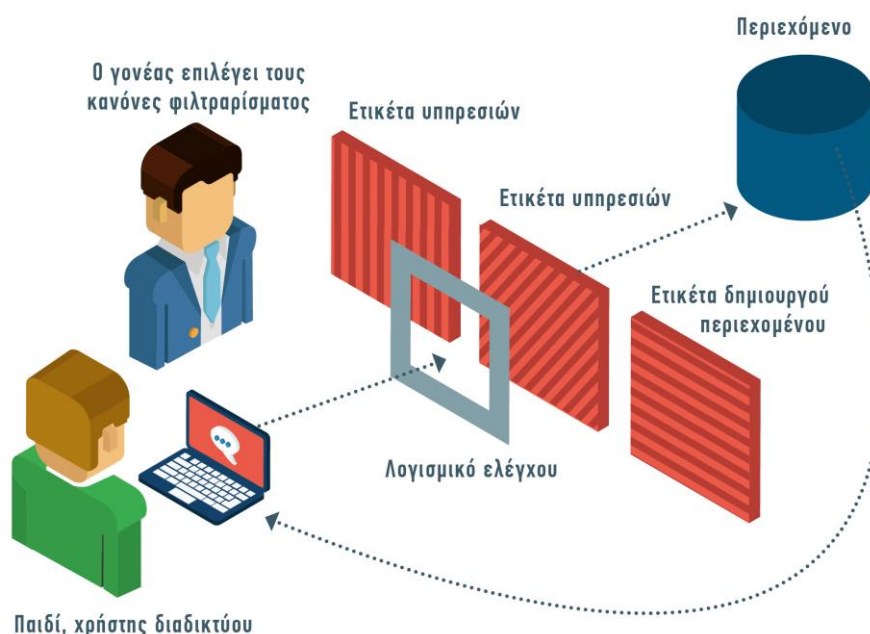 Περιεχόμενο
Ο γονέας επιλέγει τους
κανόνες φιλτραρίσματος
Ετικέτα υπηρεσιών
Ετικέτα υπηρεσιών
Ετικέτα δημιουργού
περιεχομένου
Λογισμικό ελέγχου
Παιδί, χρήστης διαδικτύου